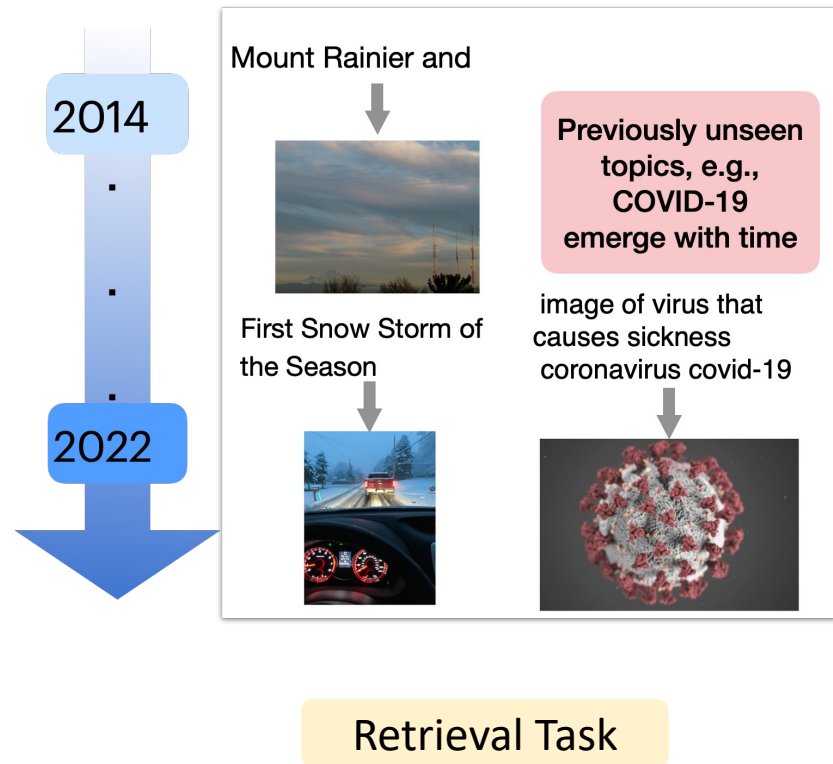 2014
2022
Mount Rainier and
First Snow Storm of
the Season
Previously unseen
topics, e.g.,
COVID-19
emerge with time
image of virus that
causes sickness
coronavirus covid-19
Retrieval Task